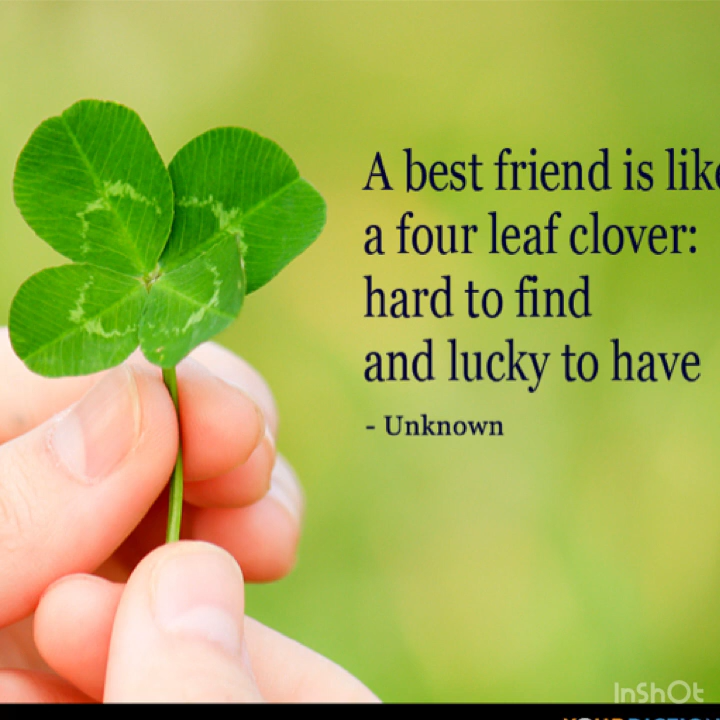 A best friend is like
a four leaf clover:
hard to find
and lucky to have
- Unknown
InShOt